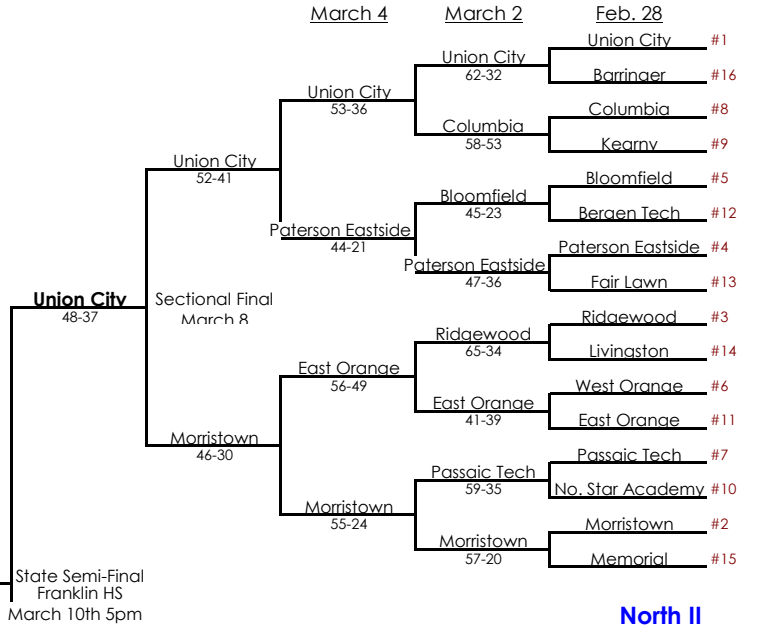 March 4 March 2 Feb. 28
Union City #1
Union City
62-32
Barringer #16
Union City
53-36
Columbia #8
Columbia
58-53
Kearny #9
Union City
52-41
Bloomfield #5
Bloomfield
45-23
Bergen Tech #12
Paterson Eastside
44-21
Paterson Eastside #4
Paterson Eastside
47-36
Fair Lawn #13
Union City
48-37
Sectional Final
March 8
Ridgewood #3
Ridgewood
65-34
Livingston #14
East Orange
56-49
West Orange #6
East Orange
41-39
East Orange #11
Morristown
46-30
Passaic Tech #7
Passaic Tech
59-35
No. Star Academy #10
Morristown
55-24
Morristown #2
Morristown
57-20
Memorial #15
State Semi-Final
Franklin HS
March 10th 5pm
North II